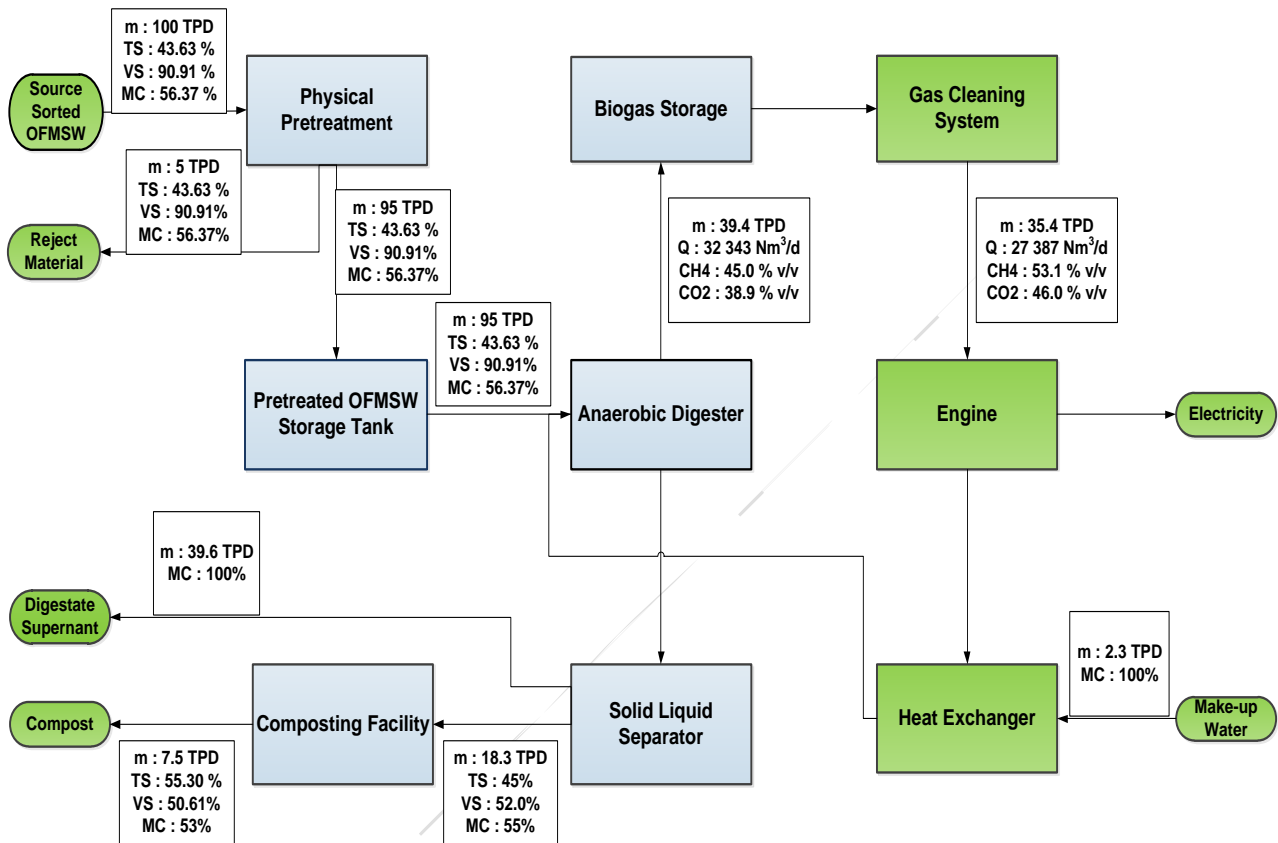 m : 100 TPD
TS : 43.63 %
VS : 90.91 %
MC : 56.37 %
Source
Sorted
OFMSW
Physical
Pretreatment
Biogas Storage
Gas Cleaning
System
m : 5 TPD
TS : 43.63 %
VS : 90.91%
MC : 56.37%
Reject
Material
m : 95 TPD
TS : 43.63 %
VS : 90.91%
MC : 56.37%
m : 39.4 TPD
Q : 32 343 Nm³/d
CH4 : 45.0 % v/v
CO2 : 38.9 % v/v
m : 35.4 TPD
Q : 27 387 Nm³/d
CH4 : 53.1 % v/v
CO2 : 46.0 % v/v
m : 95 TPD
TS : 43.63 %
VS : 90.91%
MC : 56.37%
Pretreated OFMSW
Storage Tank
Anaerobic Digester
Engine
Electricity
m : 39.6 TPD
MC : 100%
Digestate
Supernant
m : 2.3 TPD
MC : 100%
Compost
Composting Facility
Solid Liquid
Separator
Heat Exchanger
Make-up
Water
m : 7.5 TPD
TS : 55.30 %
VS : 50.61%
MC : 53%
m : 18.3 TPD
TS : 45%
VS : 52.0%
MC : 55%